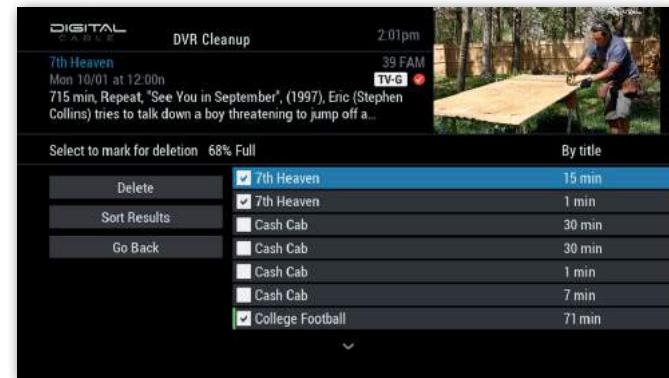 DIGITAL
CABLE
DVR Cleanup
2:01pm
7th Heaven
39 FAM
Mon 10/01 at 12:00n
TV-G
715 min, Repeat, "See You in September", (1997), Eric (Stephen
Collins) tries to talk down a boy threatening to jump off a...
Select to mark for deletion 68% Full
By title
Delete
Sort Results
Go Back
7th Heaven 15 min
7th Heaven 1 min
Cash Cab 30 min
Cash Cab 30 min
Cash Cab 1 min
Cash Cab 7 min
College Football 71 min